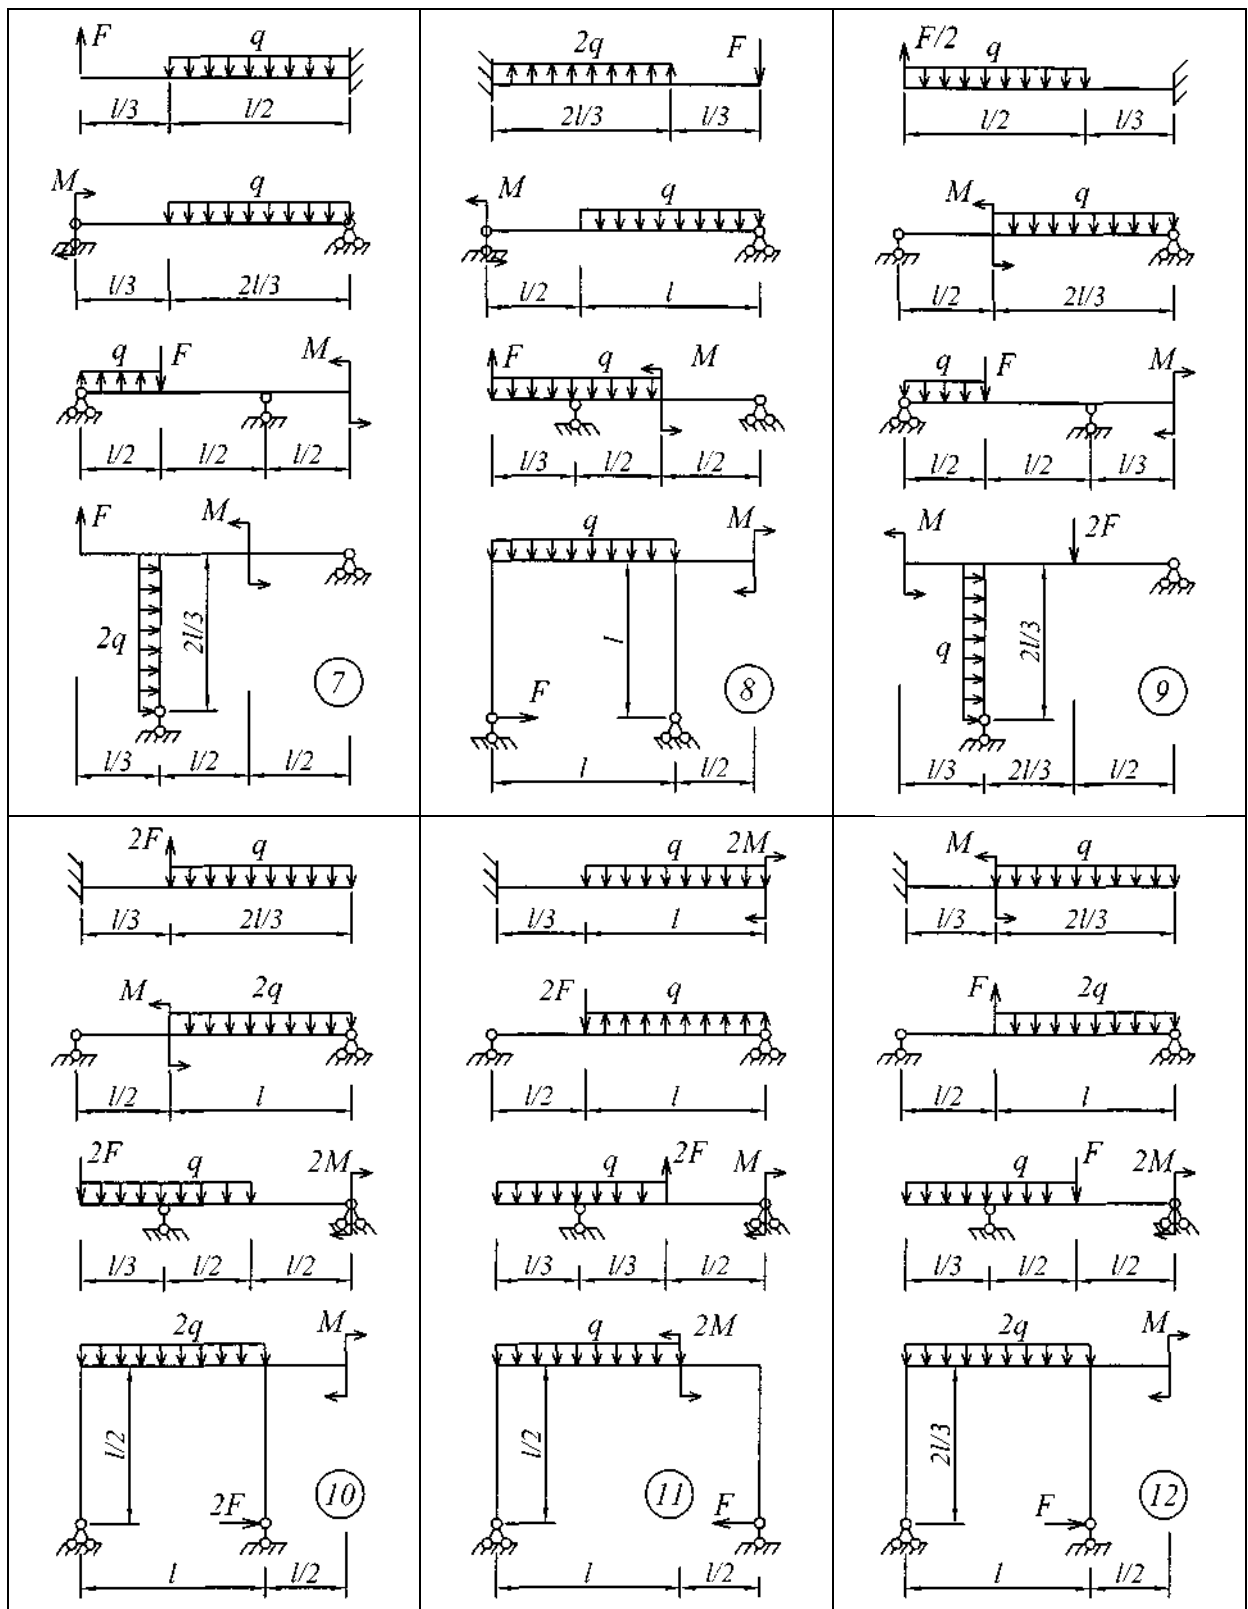 F q
l/3 l/2
M q
l/3 2l/3
q F M
l/2 l/2 l/2
F M
2q 2l/3
7
l/3 l/2 l/2
2q F
2l/3 l/3
M q
l/2 l
F q M
l/3 l/2 l/2
q M
l
F 8
l l/2
F/2 q
l/2 l/3
M q
l/2 2l/3
q F M
l/2 l/2 l/3
M 2F
q 2l/3
9
l/3 2l/3 l/2
2F q
l/3 2l/3
M 2q
l/2 l
2F q 2M
l/3 l/2 l/2
2q M
l/2
2F 10
l l/2
q 2M
l/3 l
2F q
l/2 l
q 2F M
l/3 l/3 l/2
q 2M
l/2
11 F
l l/2
M q
l/3 2l/3
F 2q
l/2 l
q F 2M
l/3 l/2 l/2
2q M
2l/3
F 12
l l/2